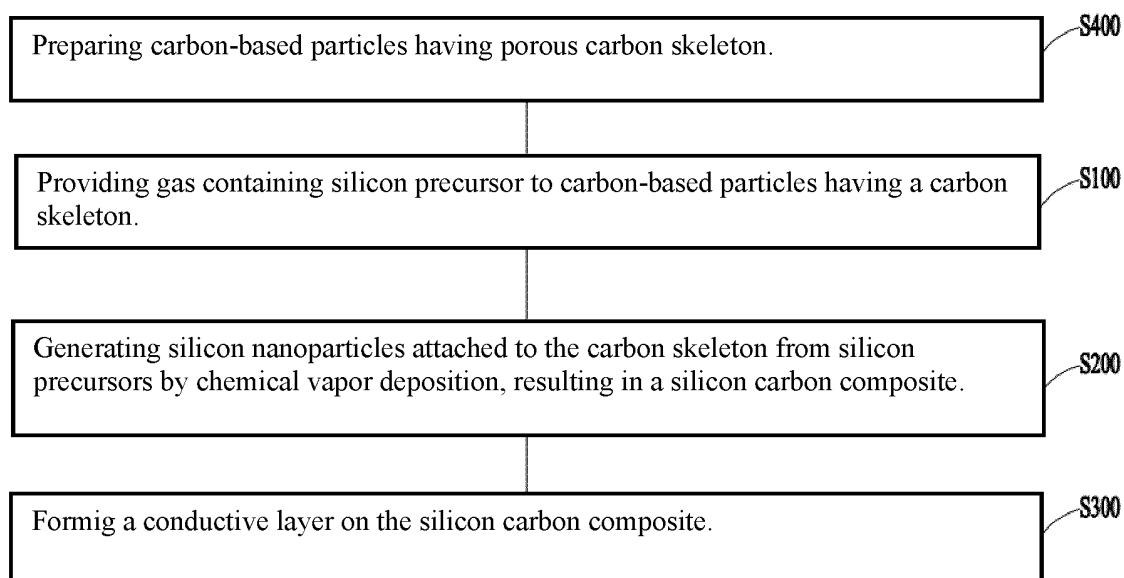 Preparing carbon-based particles having porous carbon skeleton.
S400
Providing gas containing silicon precursor to carbon-based particles having a carbon
skeleton.
S100
Generating silicon nanoparticles attached to the carbon skeleton from silicon
precursors by chemical vapor deposition, resulting in a silicon carbon composite.
S200
Formig a conductive layer on the silicon carbon composite.
S300